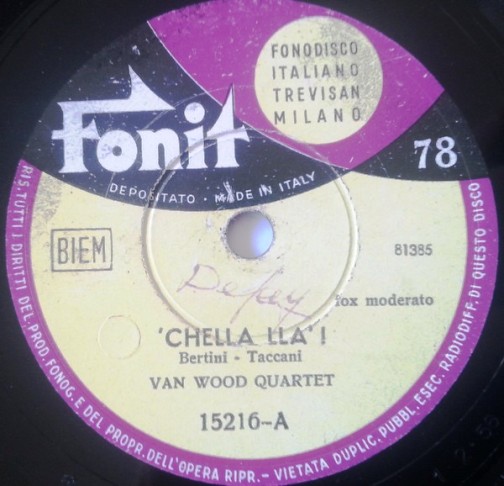 FONODISCO
ITALIANO
TREVISAN
MILANO
Fonit
78
DEPOSITATO · MADE IN ITALY
BIEM
81385
fox moderato
'CHELLA LLA' !
Bertini - Taccani
VAN WOOD QUARTET
15216-A
RIS. TUTTI I DIRITTI DEL PROD. FONOG. E DEL PROPR. DELL'OPERA RIPR. - VIETATA DUPLIC. PUBBL. ESEC. RADIODIFF. DI QUESTO DISCO